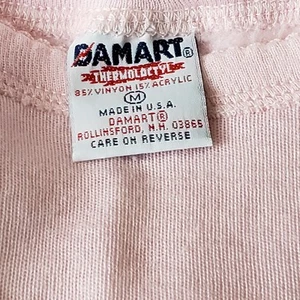 DAMART®
THERMOLACTYL
85% VINYON 15% ACRYLIC
M
MADE IN U.S.A.
DAMART®
ROLLINSFORD, N.H. 03865
CARE ON REVERSE